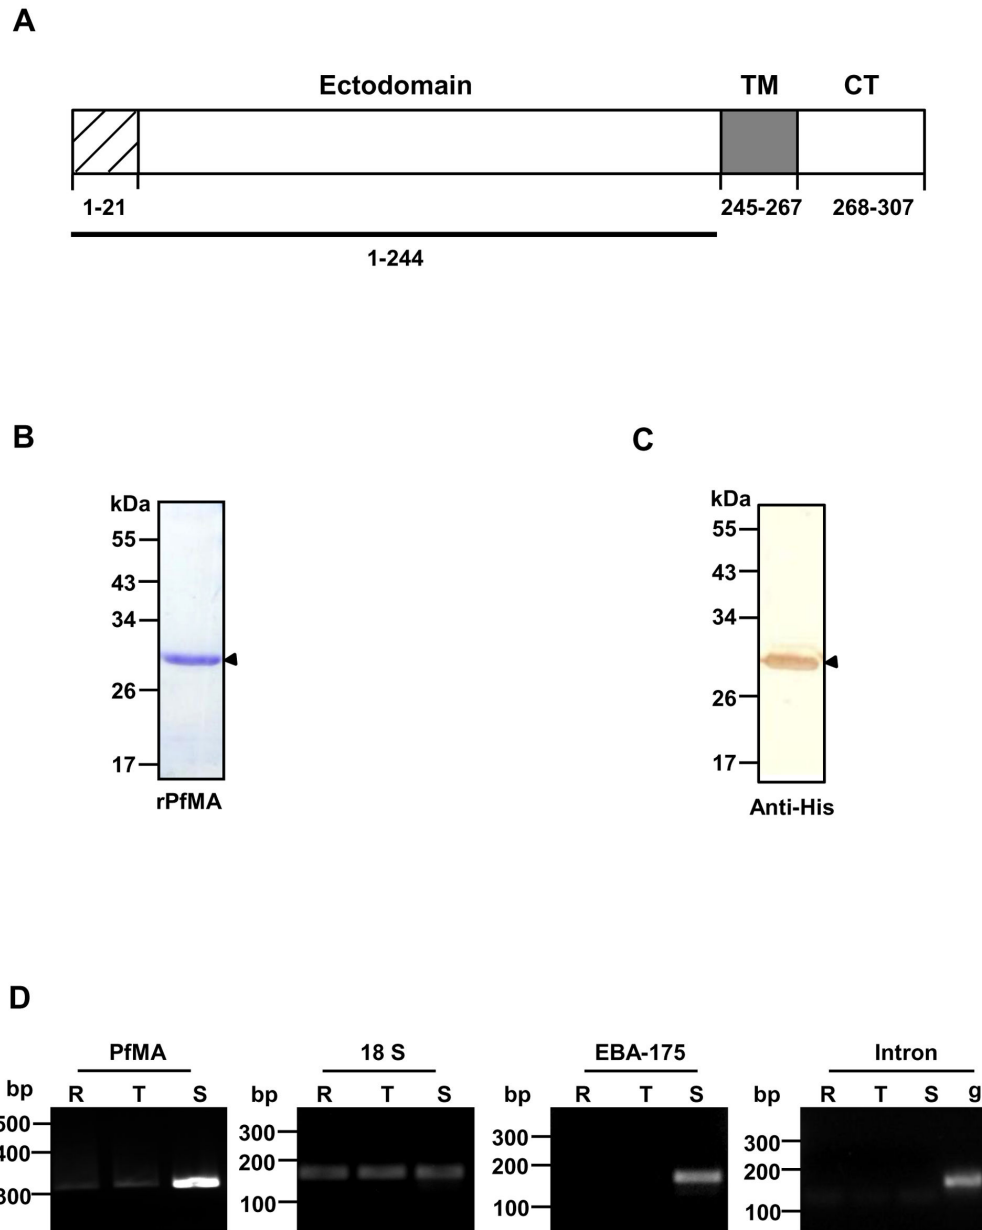 A
Ectodomain TM CT
1-21 245-267 268-307
1-244
B
kDa
55
43
34
26
17
rPfMA
C
kDa
55
43
34
26
17
Anti-His
D
PfMA 18 S EBA-175 Intron
bp R T S bp R T S bp R T S bp R T S g
500
400
300
300
200
100
300
200
100
300
200
100